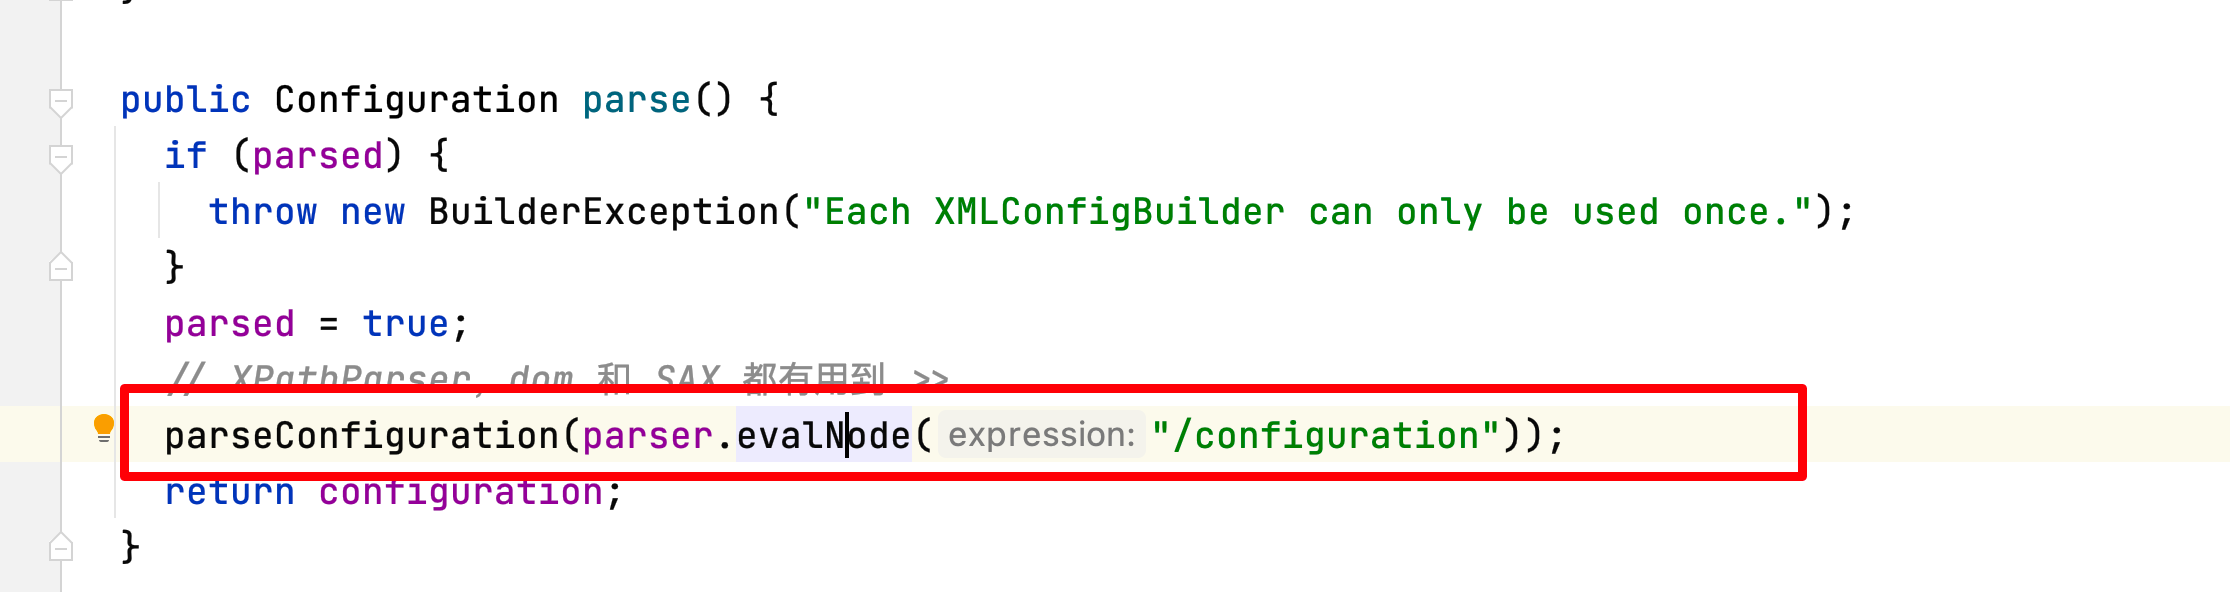 }
public Configuration parse() {
if (parsed) {
throw new BuilderException("Each XMLConfigBuilder can only be used once.");
}
parsed = true;
// XPathParser, dom 和 SAX 都有用到 >>
parseConfiguration(parser.evalNode( expression: "/configuration"));
return configuration;
}